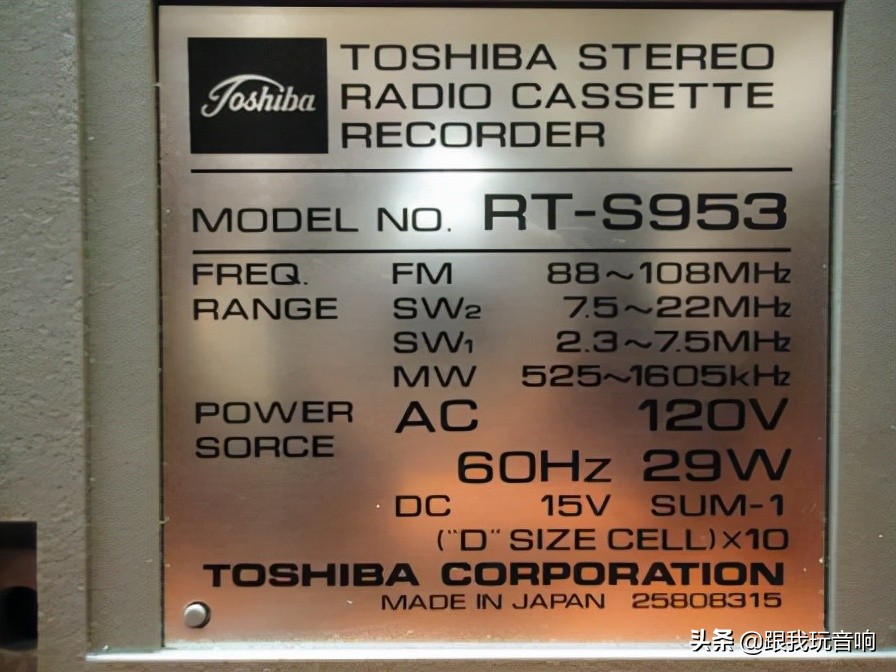 Toshiba
TOSHIBA STEREO
RADIO CASSETTE
RECORDER
MODEL NO. RT-S953
FREQ. FM 88~108MHz
RANGE SW2 7.5~22MHz
SW1 2.3~7.5MHz
MW 525~1605kHz
POWER AC 120V
SORCE
60Hz 29W
DC 15V SUM-1
("D" SIZE CELL)×10
TOSHIBA CORPORATION
MADE IN JAPAN 25808315
头条 @跟我玩音响